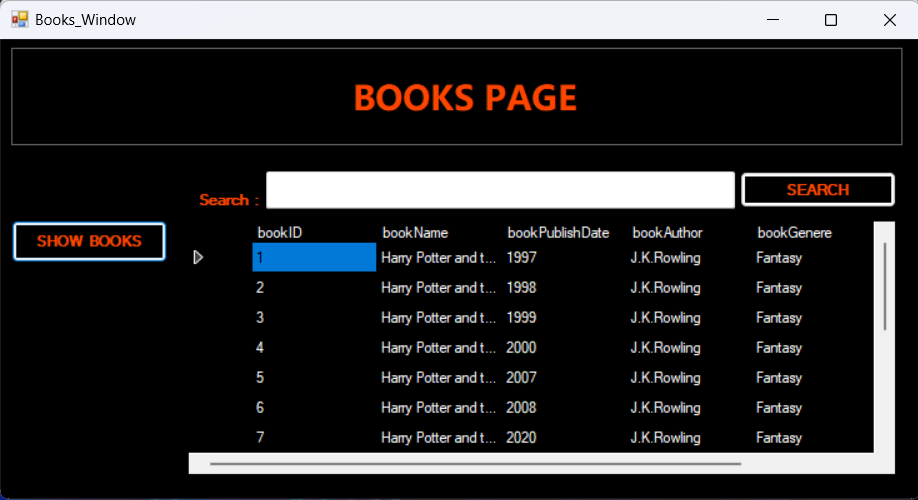 Books_Window
BOOKS PAGE
Search :
SEARCH
SHOW BOOKS
bookID bookName bookPublishDate bookAuthor bookGenere
1 Harry Potter and t... 1997 J.K.Rowling Fantasy
2 Harry Potter and t... 1998 J.K.Rowling Fantasy
3 Harry Potter and t... 1999 J.K.Rowling Fantasy
4 Harry Potter and t... 2000 J.K.Rowling Fantasy
5 Harry Potter and t... 2007 J.K.Rowling Fantasy
6 Harry Potter and t... 2008 J.K.Rowling Fantasy
7 Harry Potter and t... 2020 J.K.Rowling Fantasy